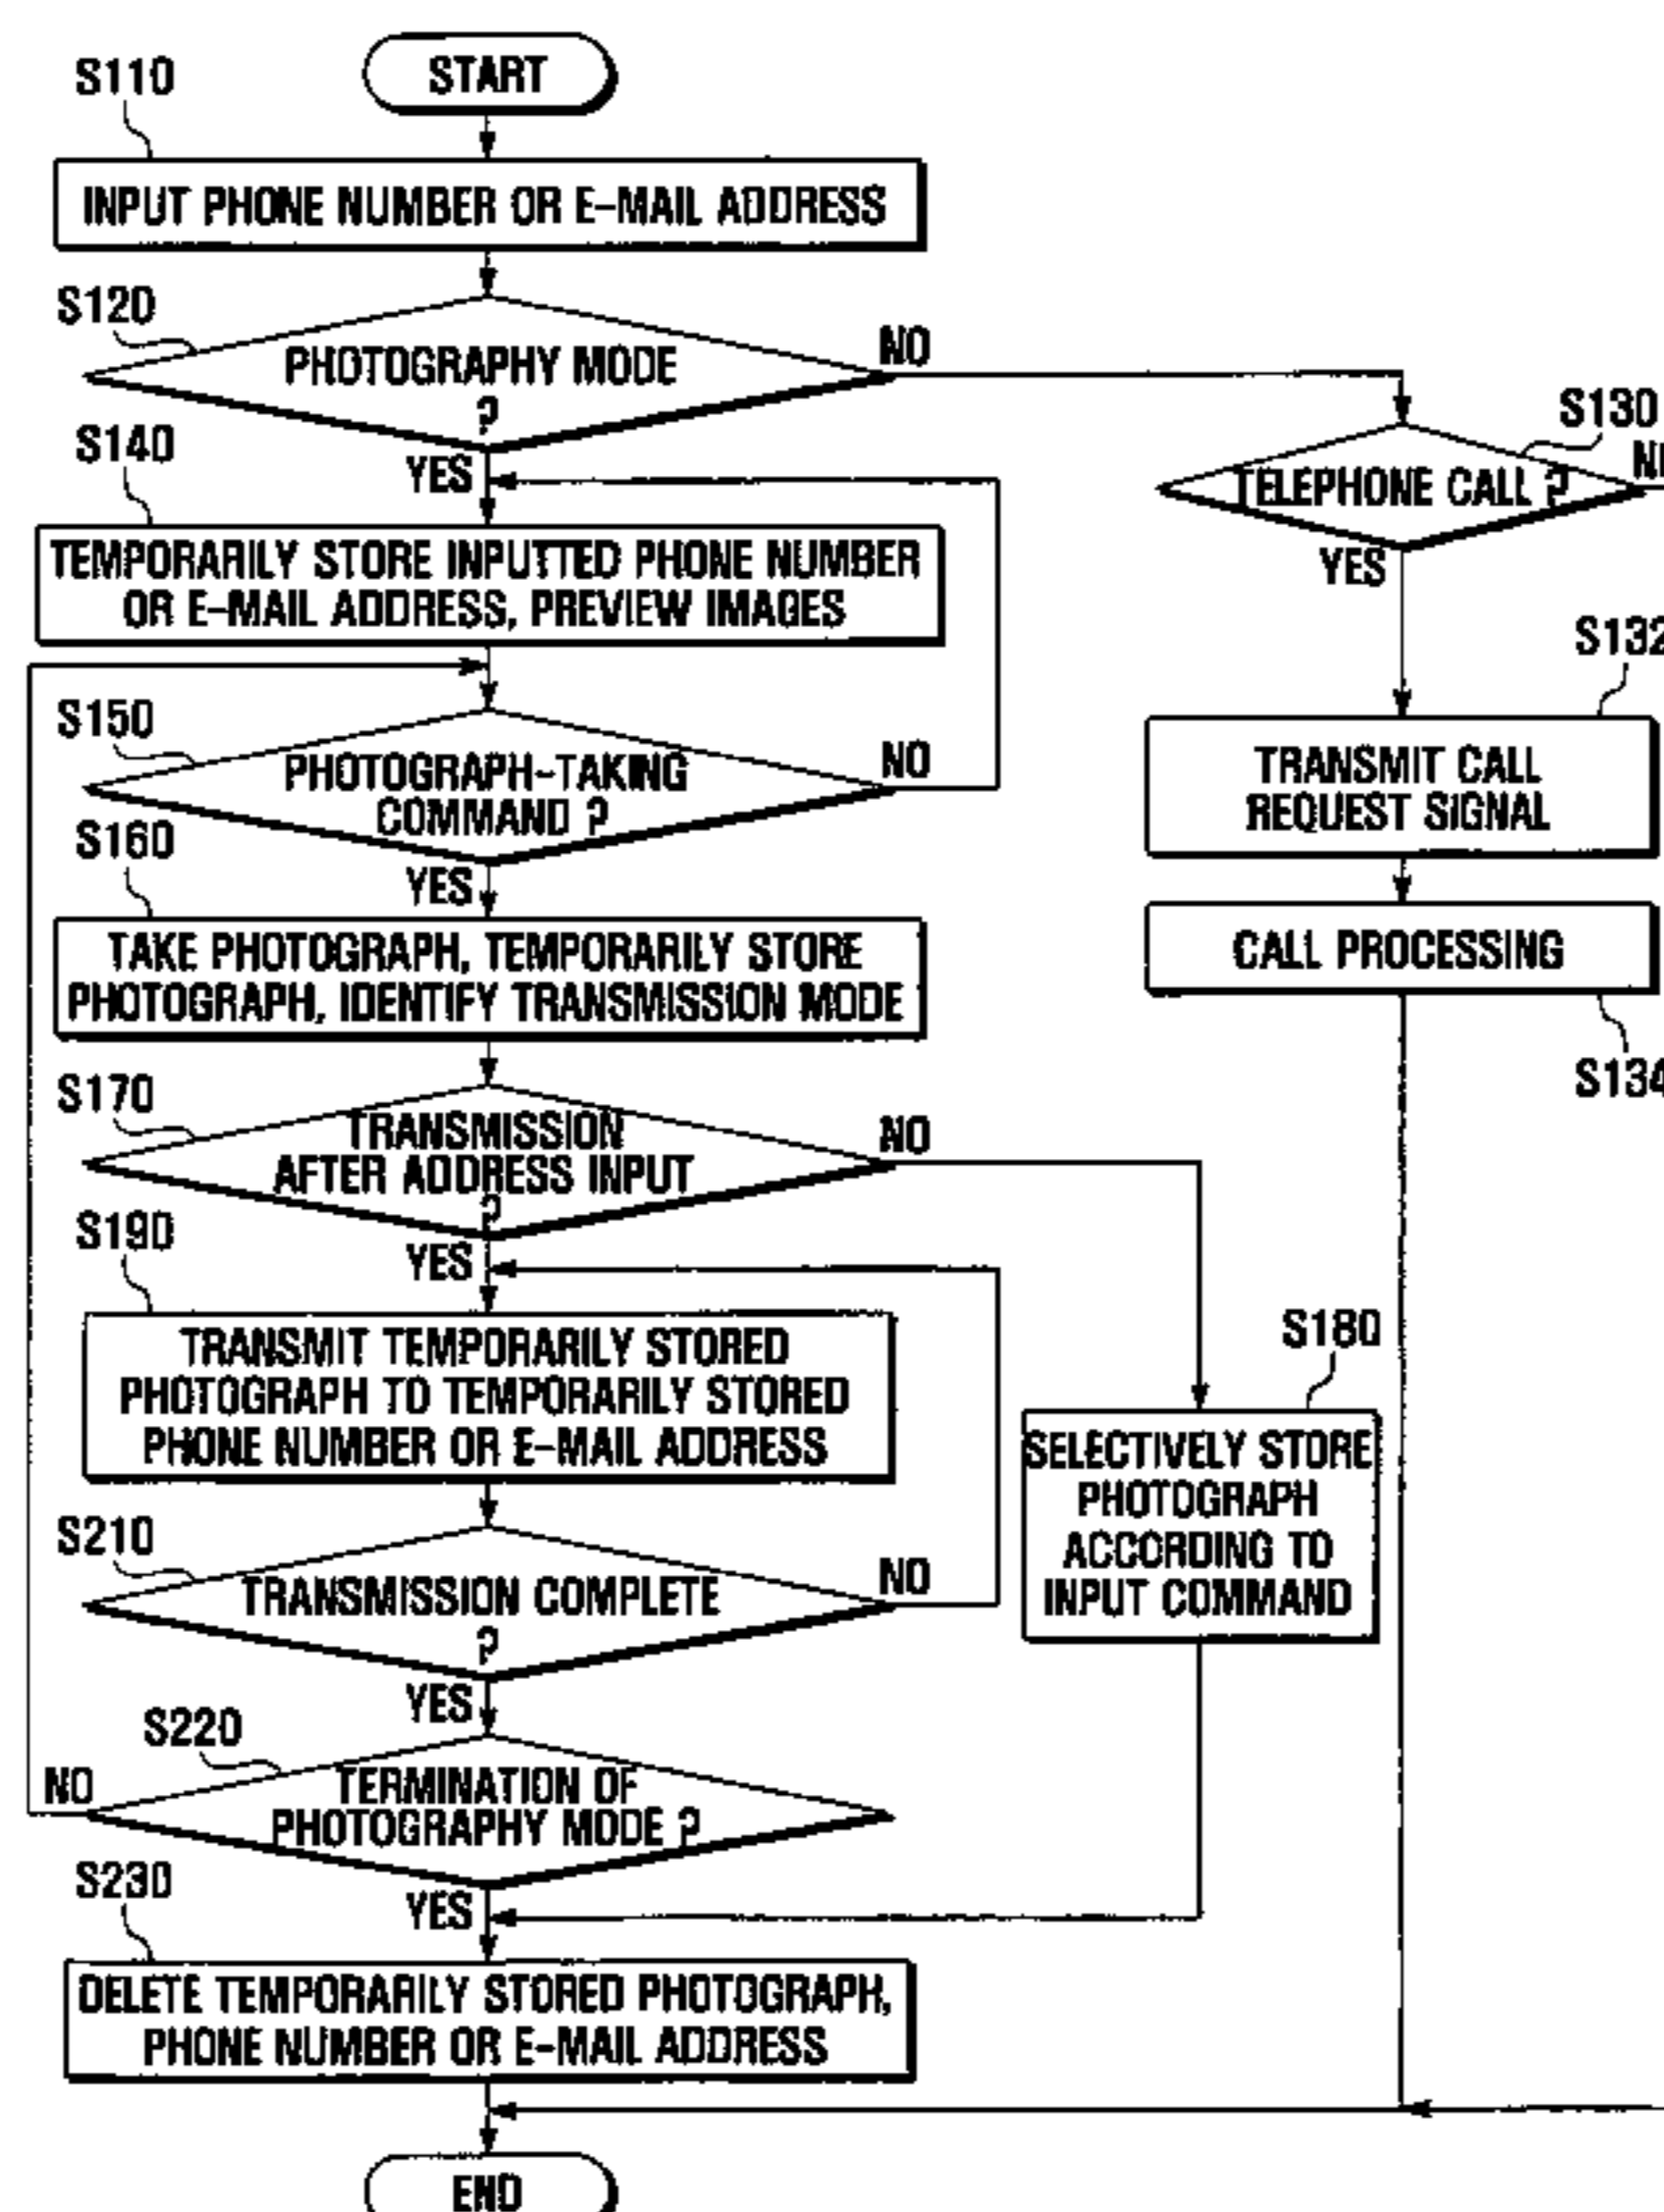 START
S110
INPUT PHONE NUMBER OR E-MAIL ADDRESS
S120
PHOTOGRAPHY MODE
?
NO
YES
S130
TELEPHONE CALL ?
YES
S132
TRANSMIT CALL
REQUEST SIGNAL
CALL PROCESSING
S134
S140
TEMPORARILY STORE INPUTTED PHONE NUMBER
OR E-MAIL ADDRESS, PREVIEW IMAGES
S150
PHOTOGRAPH-TAKING
COMMAND ?
NO
YES
S160
TAKE PHOTOGRAPH, TEMPORARILY STORE
PHOTOGRAPH, IDENTIFY TRANSMISSION MODE
S170
TRANSMISSION
AFTER ADDRESS INPUT
?
NO
YES
S180
SELECTIVELY STORE
PHOTOGRAPH
ACCORDING TO
INPUT COMMAND
S190
TRANSMIT TEMPORARILY STORED
PHOTOGRAPH TO TEMPORARILY STORED
PHONE NUMBER OR E-MAIL ADDRESS
S210
TRANSMISSION COMPLETE
?
NO
YES
S220
TERMINATION OF
PHOTOGRAPHY MODE ?
NO
YES
S230
DELETE TEMPORARILY STORED PHOTOGRAPH,
PHONE NUMBER OR E-MAIL ADDRESS
END